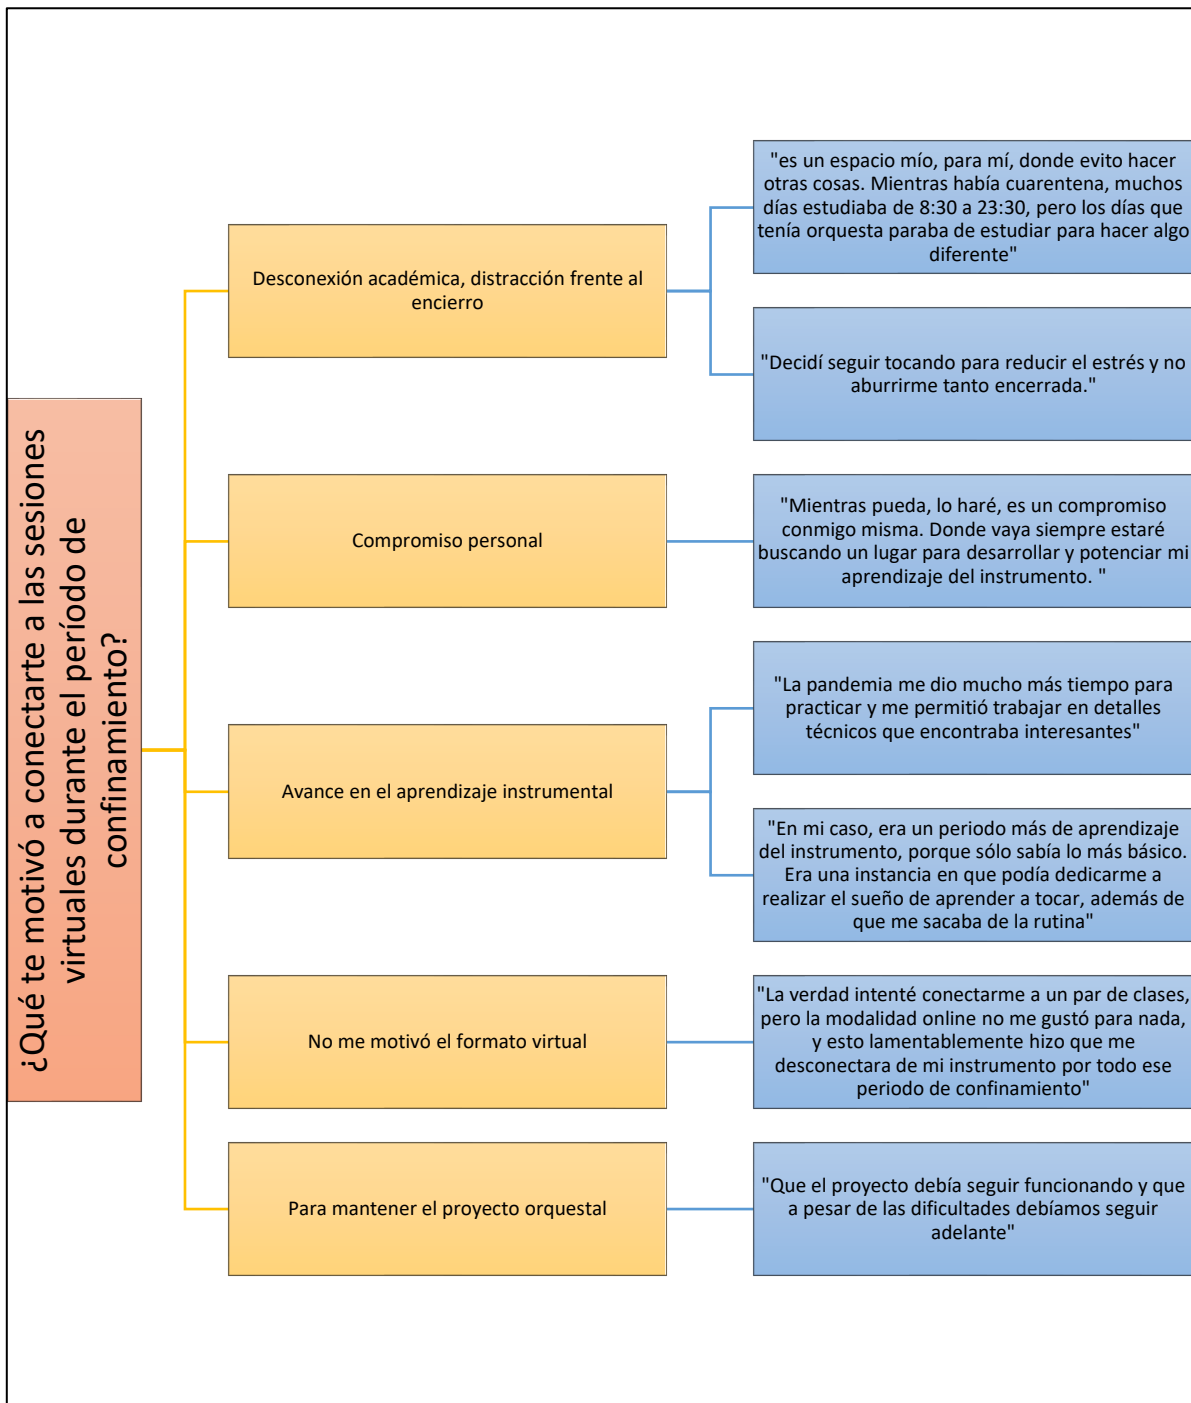 ¿Qué te motivó a conectarte a las sesiones
virtuales durante el período de
confinamiento?
Desconexión académica, distracción frente al
encierro
"es un espacio mío, para mí, donde evito hacer
otras cosas. Mientras había cuarentena, muchos
días estudiaba de 8:30 a 23:30, pero los días que
tenía orquesta paraba de estudiar para hacer algo
diferente"
"Decidí seguir tocando para reducir el estrés y no
aburrirme tanto encerrada."
Compromiso personal
"Mientras pueda, lo haré, es un compromiso
conmigo misma. Donde vaya siempre estaré
buscando un lugar para desarrollar y potenciar mi
aprendizaje del instrumento. "
Avance en el aprendizaje instrumental
"La pandemia me dio mucho más tiempo para
practicar y me permitió trabajar en detalles
técnicos que encontraba interesantes"
"En mi caso, era un periodo más de aprendizaje
del instrumento, porque sólo sabía lo más básico.
Era una instancia en que podía dedicarme a
realizar el sueño de aprender a tocar, además de
que me sacaba de la rutina"
No me motivó el formato virtual
"La verdad intenté conectarme a un par de clases,
pero la modalidad online no me gustó para nada,
y esto lamentablemente hizo que me
desconectara de mi instrumento por todo ese
periodo de confinamiento"
Para mantener el proyecto orquestal
"Que el proyecto debía seguir funcionando y que
a pesar de las dificultades debíamos seguir
adelante"